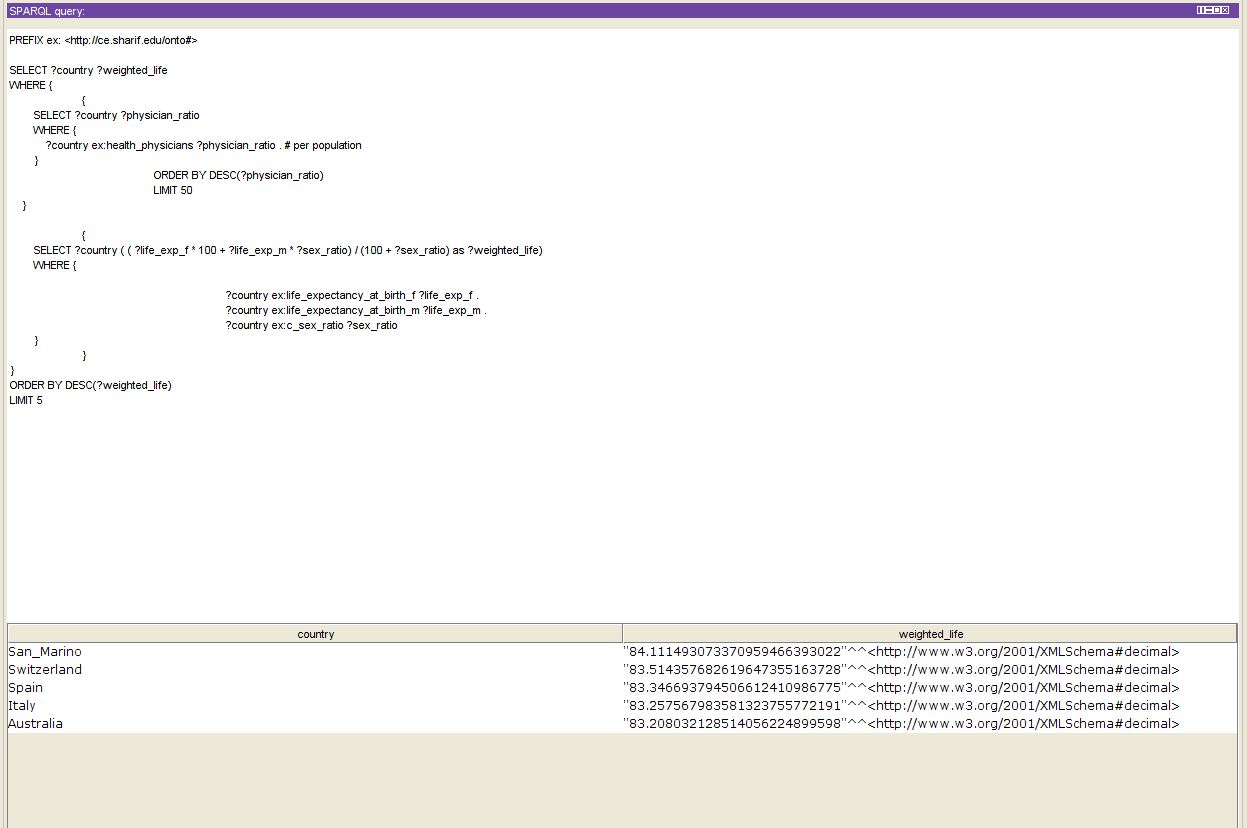 SPARQL query:
PREFIX ex: <http://ce.sharif.edu/onto#>
SELECT ?country ?weighted_life
WHERE {
{
SELECT ?country ?physician_ratio
WHERE {
?country ex:health_physicians ?physician_ratio . # per population
}
ORDER BY DESC(?physician_ratio)
LIMIT 50
}
{
SELECT ?country ( ( ?life_exp_f * 100 + ?life_exp_m * ?sex_ratio) / (100 + ?sex_ratio) as ?weighted_life)
WHERE {
?country ex:life_expectancy_at_birth_f ?life_exp_f .
?country ex:life_expectancy_at_birth_m ?life_exp_m .
?country ex:c_sex_ratio ?sex_ratio
}
}
}
ORDER BY DESC(?weighted_life)
LIMIT 5
country weighted_life
San_Marino "84.111493073370959466393022"^^<http://www.w3.org/2001/XMLSchema#decimal>
Switzerland "83.514357682619647355163728"^^<http://www.w3.org/2001/XMLSchema#decimal>
Spain "83.346693794506612410986775"^^<http://www.w3.org/2001/XMLSchema#decimal>
Italy "83.257567983581323755772191"^^<http://www.w3.org/2001/XMLSchema#decimal>
Australia "83.208032128514056224899598"^^<http://www.w3.org/2001/XMLSchema#decimal>